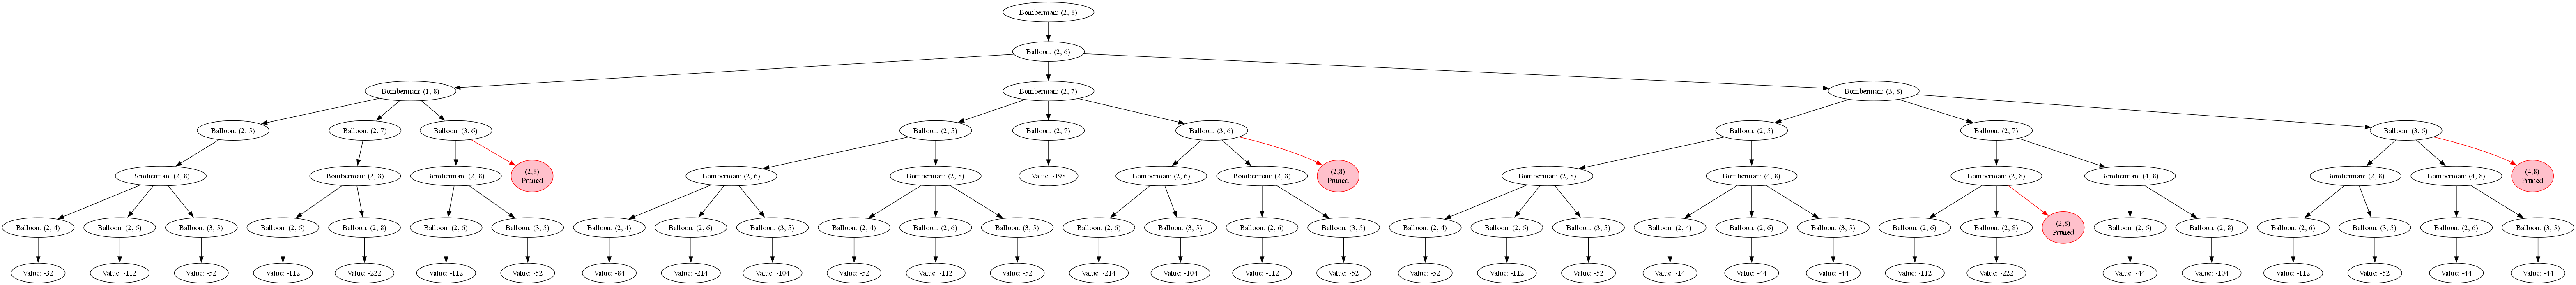 Bomberman: (2, 8)
Balloon: (2, 6)
Bomberman: (1, 8)
Bomberman: (2, 7)
Bomberman: (3, 8)
Balloon: (2, 5)
Balloon: (2, 7)
Balloon: (3, 6)
Balloon: (2, 5)
Balloon: (2, 7)
Balloon: (3, 6)
Balloon: (2, 5)
Balloon: (2, 7)
Balloon: (3, 6)
Bomberman: (2, 8)
Bomberman: (2, 8)
Bomberman: (2, 8)
(2,8)
Pruned
Bomberman: (2, 6)
Bomberman: (2, 8)
Value: -198
Bomberman: (2, 6)
Bomberman: (2, 8)
(2,8)
Pruned
Bomberman: (2, 8)
Bomberman: (4, 8)
Bomberman: (2, 8)
Bomberman: (4, 8)
Bomberman: (2, 8)
Bomberman: (4, 8)
(4,8)
Pruned
Balloon: (2, 4)
Balloon: (2, 6)
Balloon: (3, 5)
Balloon: (2, 6)
Balloon: (2, 8)
Balloon: (2, 6)
Balloon: (3, 5)
Balloon: (2, 4)
Balloon: (2, 6)
Balloon: (3, 5)
Balloon: (2, 4)
Balloon: (2, 6)
Balloon: (3, 5)
Balloon: (2, 6)
Balloon: (3, 5)
Balloon: (2, 6)
Balloon: (3, 5)
Balloon: (2, 4)
Balloon: (2, 6)
Balloon: (3, 5)
Balloon: (2, 4)
Balloon: (2, 6)
Balloon: (3, 5)
Balloon: (2, 6)
Balloon: (2, 8)
(2,8)
Pruned
Balloon: (2, 6)
Balloon: (2, 8)
Balloon: (2, 6)
Balloon: (3, 5)
Balloon: (2, 6)
Balloon: (3, 5)
Value: -32
Value: -112
Value: -52
Value: -112
Value: -222
Value: -112
Value: -52
Value: -84
Value: -214
Value: -104
Value: -52
Value: -112
Value: -52
Value: -214
Value: -104
Value: -112
Value: -52
Value: -52
Value: -112
Value: -52
Value: -14
Value: -44
Value: -44
Value: -112
Value: -222
Value: -44
Value: -104
Value: -112
Value: -52
Value: -44
Value: -44